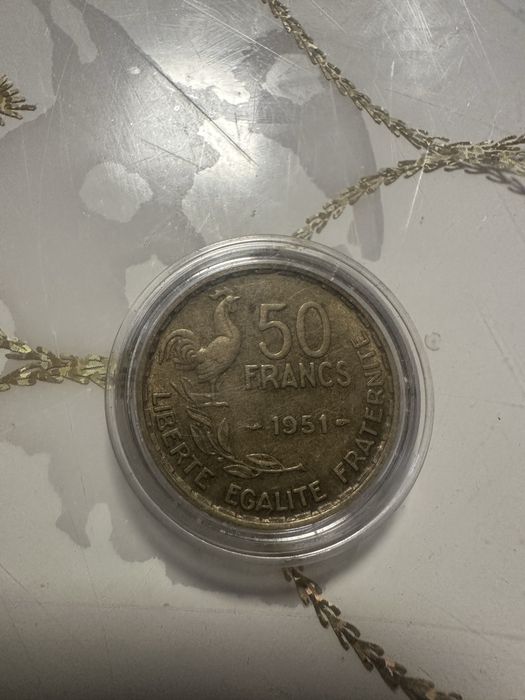 50
FRANCS
- 1951 -
LIBERTE EGALITE FRATERNITE